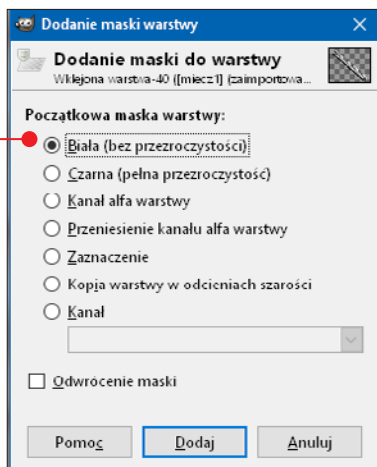 Dodanie maski warstwy
Dodanie maski do warstwy
Wklejona warstwa-40 ([miecz1] (zaimportowa...
Początkowa maska warstwy:
Biała (bez przezroczystości)
Czarna (pełna przezroczystość)
Kanał alfa warstwy
Przeniesienie kanału alfa warstwy
Zaznaczenie
Kopia warstwy w odcieniach szarości
Kanał
Odwrócenie maski
Pomoc Dodaj Anuluj